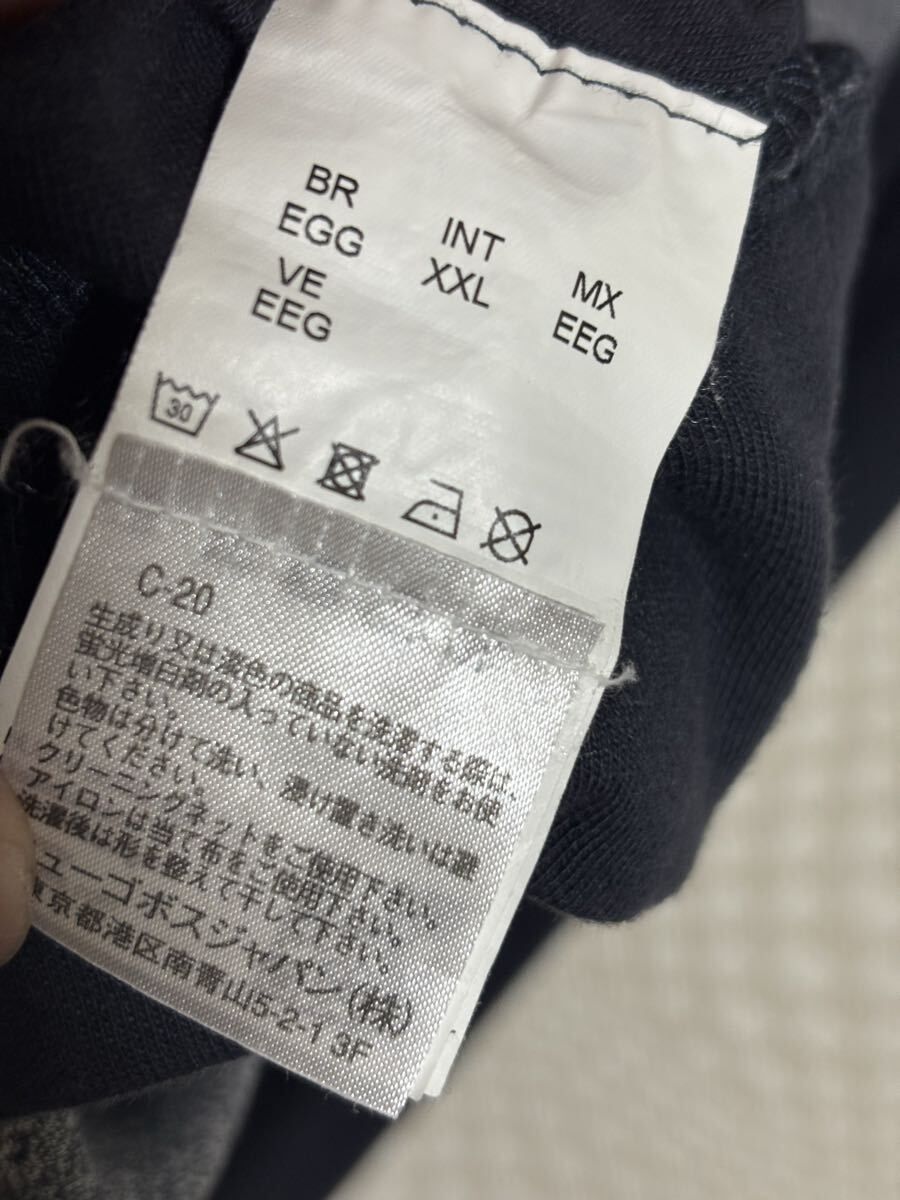 BR
EGG
VE
EEG
INT
XXL
MX
EEG
30
C-20
生成り又は淡色の商品を洗濯する際は、
蛍光増白剤の入っていない洗剤をお使
い下さい。
色物は分けて洗い、漬け置き洗いは避
けてください。
クリーニングネットをご使用下さい。
アイロンは当て布をご使用下さい。
洗濯後は形を整えて干して下さい。
ューゴボスジャパン(株)
東京都港区南青山5-2-1 3F